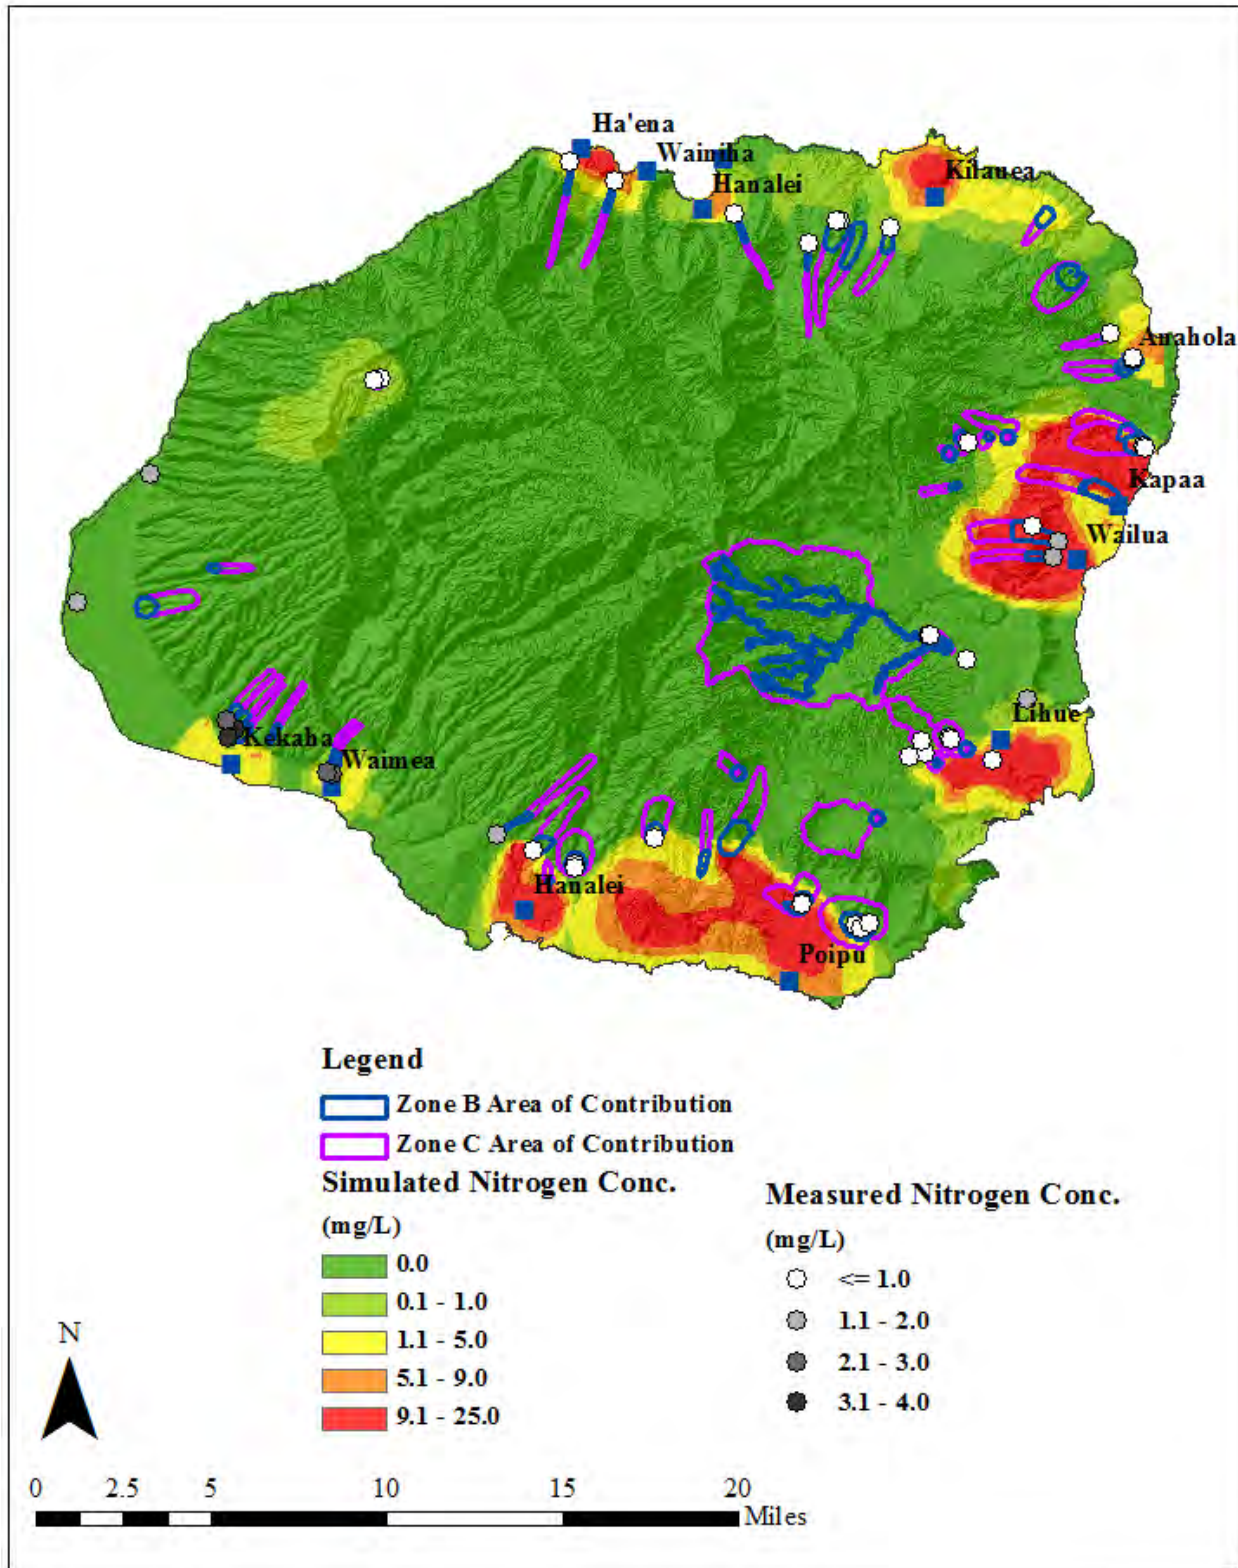 Ha'ena
Wainiha
Hanalei
Kilauea
Anahola
Kapaa
Wailua
Lihue
Kekaha
Waimea
Hanalei
Poipu
Legend
Zone B Area of Contribution
Zone C Area of Contribution
Simulated Nitrogen Conc.
(mg/L)
0.0
0.1 - 1.0
1.1 - 5.0
5.1 - 9.0
9.1 - 25.0
Measured Nitrogen Conc.
(mg/L)
<= 1.0
1.1 - 2.0
2.1 - 3.0
3.1 - 4.0
N
0 2.5 5 10 15 20
Miles